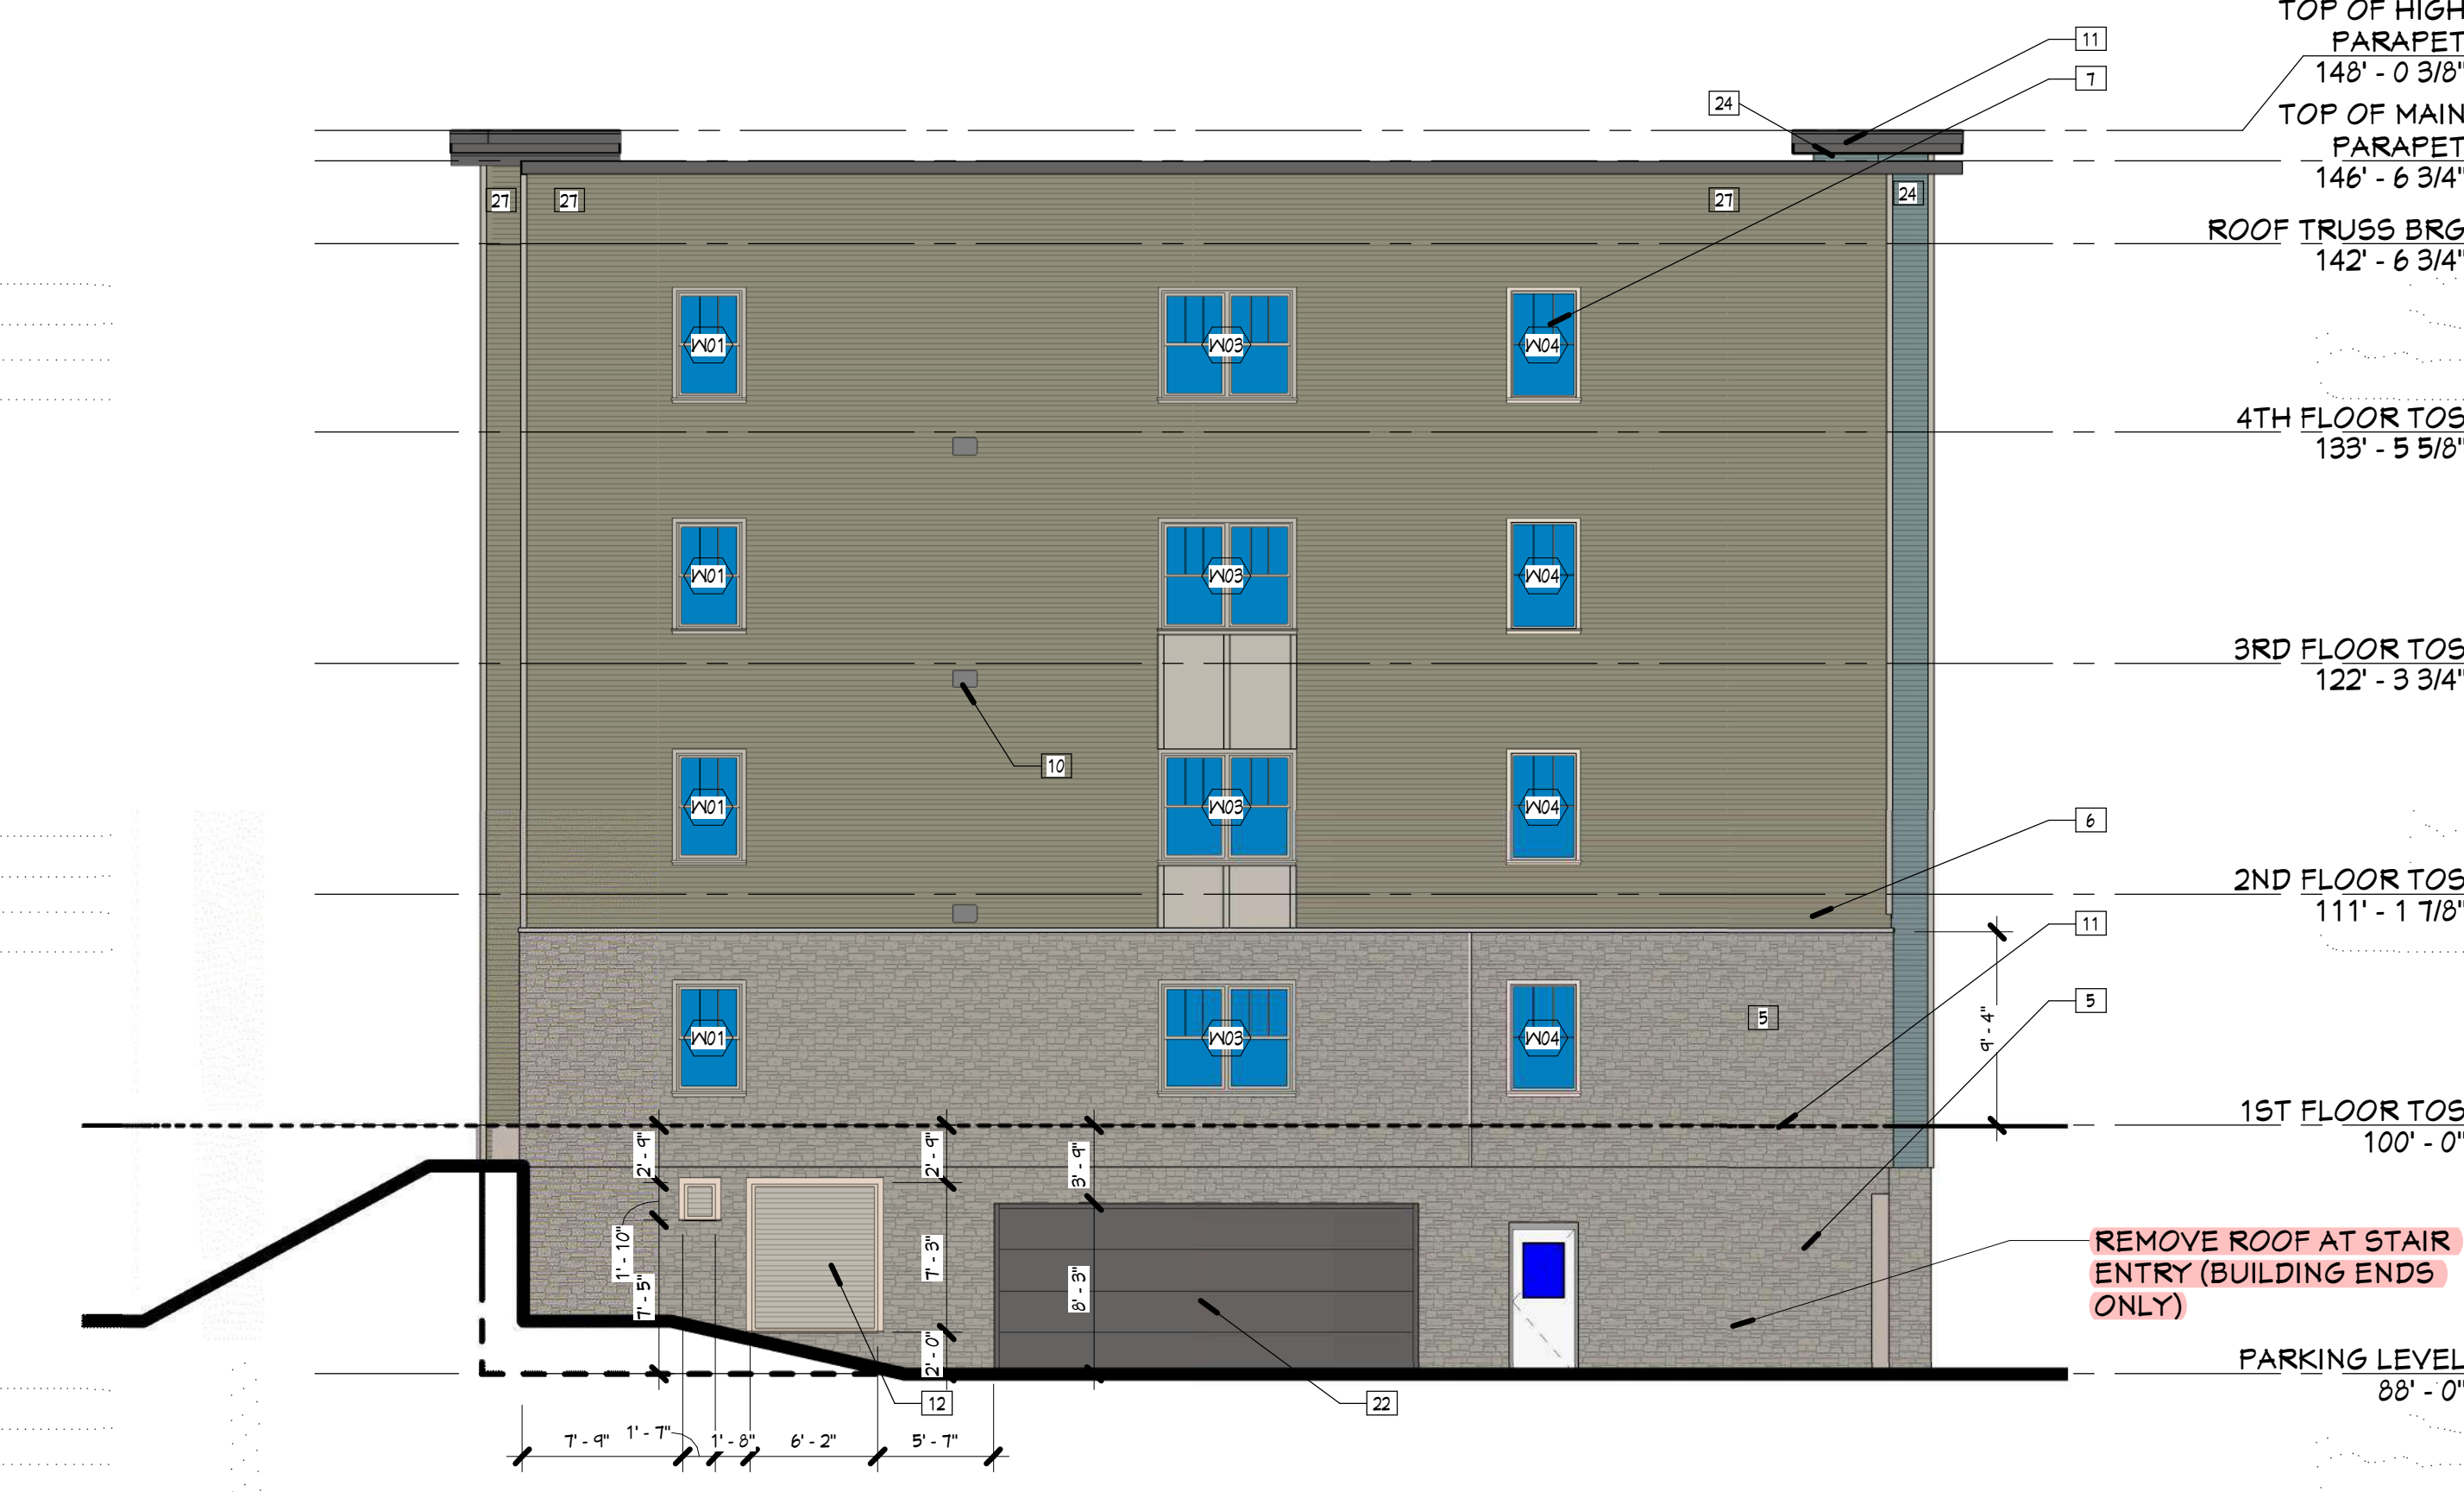 TOP OF HIGH
PARAPET
148' - 0 3/8"
11
7
24
TOP OF MAIN
PARAPET
146' - 6 3/4"
27
27
27
24
ROOF TRUSS BRG
142' - 6 3/4"
W01
W03
W04
4TH FLOOR TOS
133' - 5 5/8"
W01
W03
W04
3RD FLOOR TOS
122' - 3 3/4"
10
W01
W03
W04
6
2ND FLOOR TOS
111' - 1 7/8"
11
5
5
W01
W03
W04
9' - 4"
1ST FLOOR TOS
100' - 0"
2' - 9"
2' - 9"
3' - 9"
1' - 10"
7' - 5"
7' - 3"
8' - 3"
2' - 0"
REMOVE ROOF AT STAIR
ENTRY (BUILDING ENDS
ONLY)
PARKING LEVEL
88' - 0"
12
22
7' - 9"
1' - 7"
1' - 8"
6' - 2"
5' - 7"